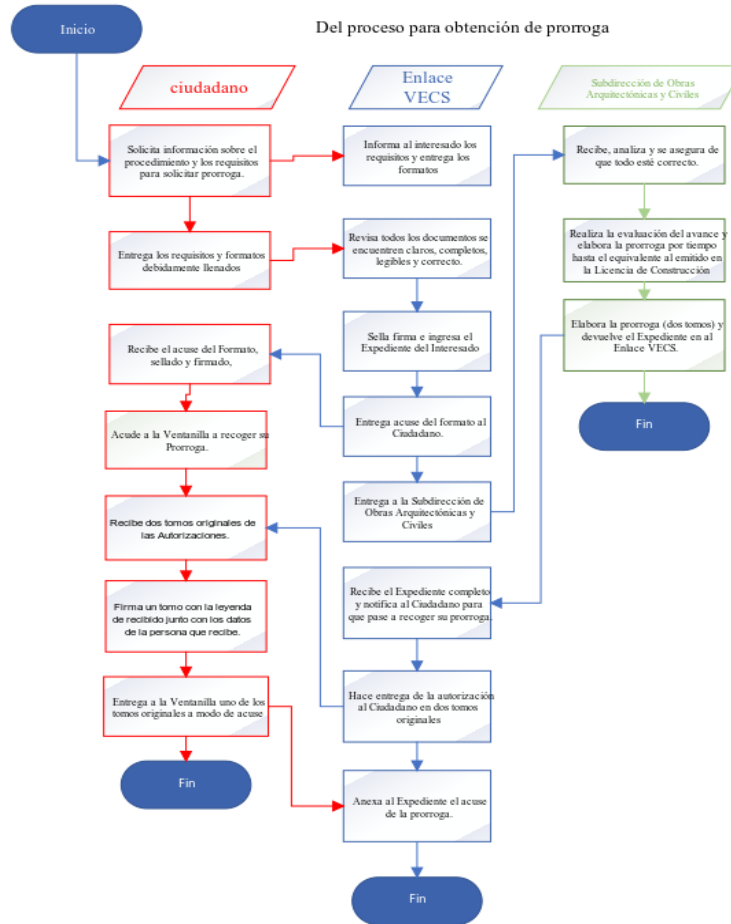 Inicio
Del proceso para obtención de prorroga
ciudadano
Enlace
VECS
Subdirección de Obras
Arquitectónicas y Civiles
Solicita información sobre el
procedimiento y los requisitos
para solicitar prorroga.
Informa al interesado los
requisitos y entrega los
formatos
Recibe, analiza y se asegura de
que todo esté correcto.
Entrega los requisitos y formatos
debidamente llenados
Revisa todos los documentos se
encuentren claros, completos,
legibles y correcto.
Realiza la evaluación del avance y
elabora la prorroga por tiempo
hasta el equivalente al emitido en
la Licencia de Construcción
Recibe el acuse del Formato,
sellado y firmado,
Sella firma e ingresa el
Expediente del Interesado
Elabora la prorroga (dos tomos) y
devuelve el Expediente en al
Enlace VECS.
Acude a la Ventanilla a recoger su
Prorroga.
Entrega acuse del formato al
Ciudadano.
Fin
Recibe dos tomos originales de
las Autorizaciones.
Entrega a la Subdirección de
Obras Arquitectónicas y
Civiles
Firma un tomo con la leyenda
de recibido junto con los datos
de la persona que recibe.
Recibe el Expediente completo
y notifica al Ciudadano para
que pase a recoger su prorroga.
Entrega a la Ventanilla uno de los
tomos originales a modo de acuse
Hace entrega de la autorización
al Ciudadano en dos tomos
originales
Fin
Anexa al Expediente el acuse
de la prorroga.
Fin